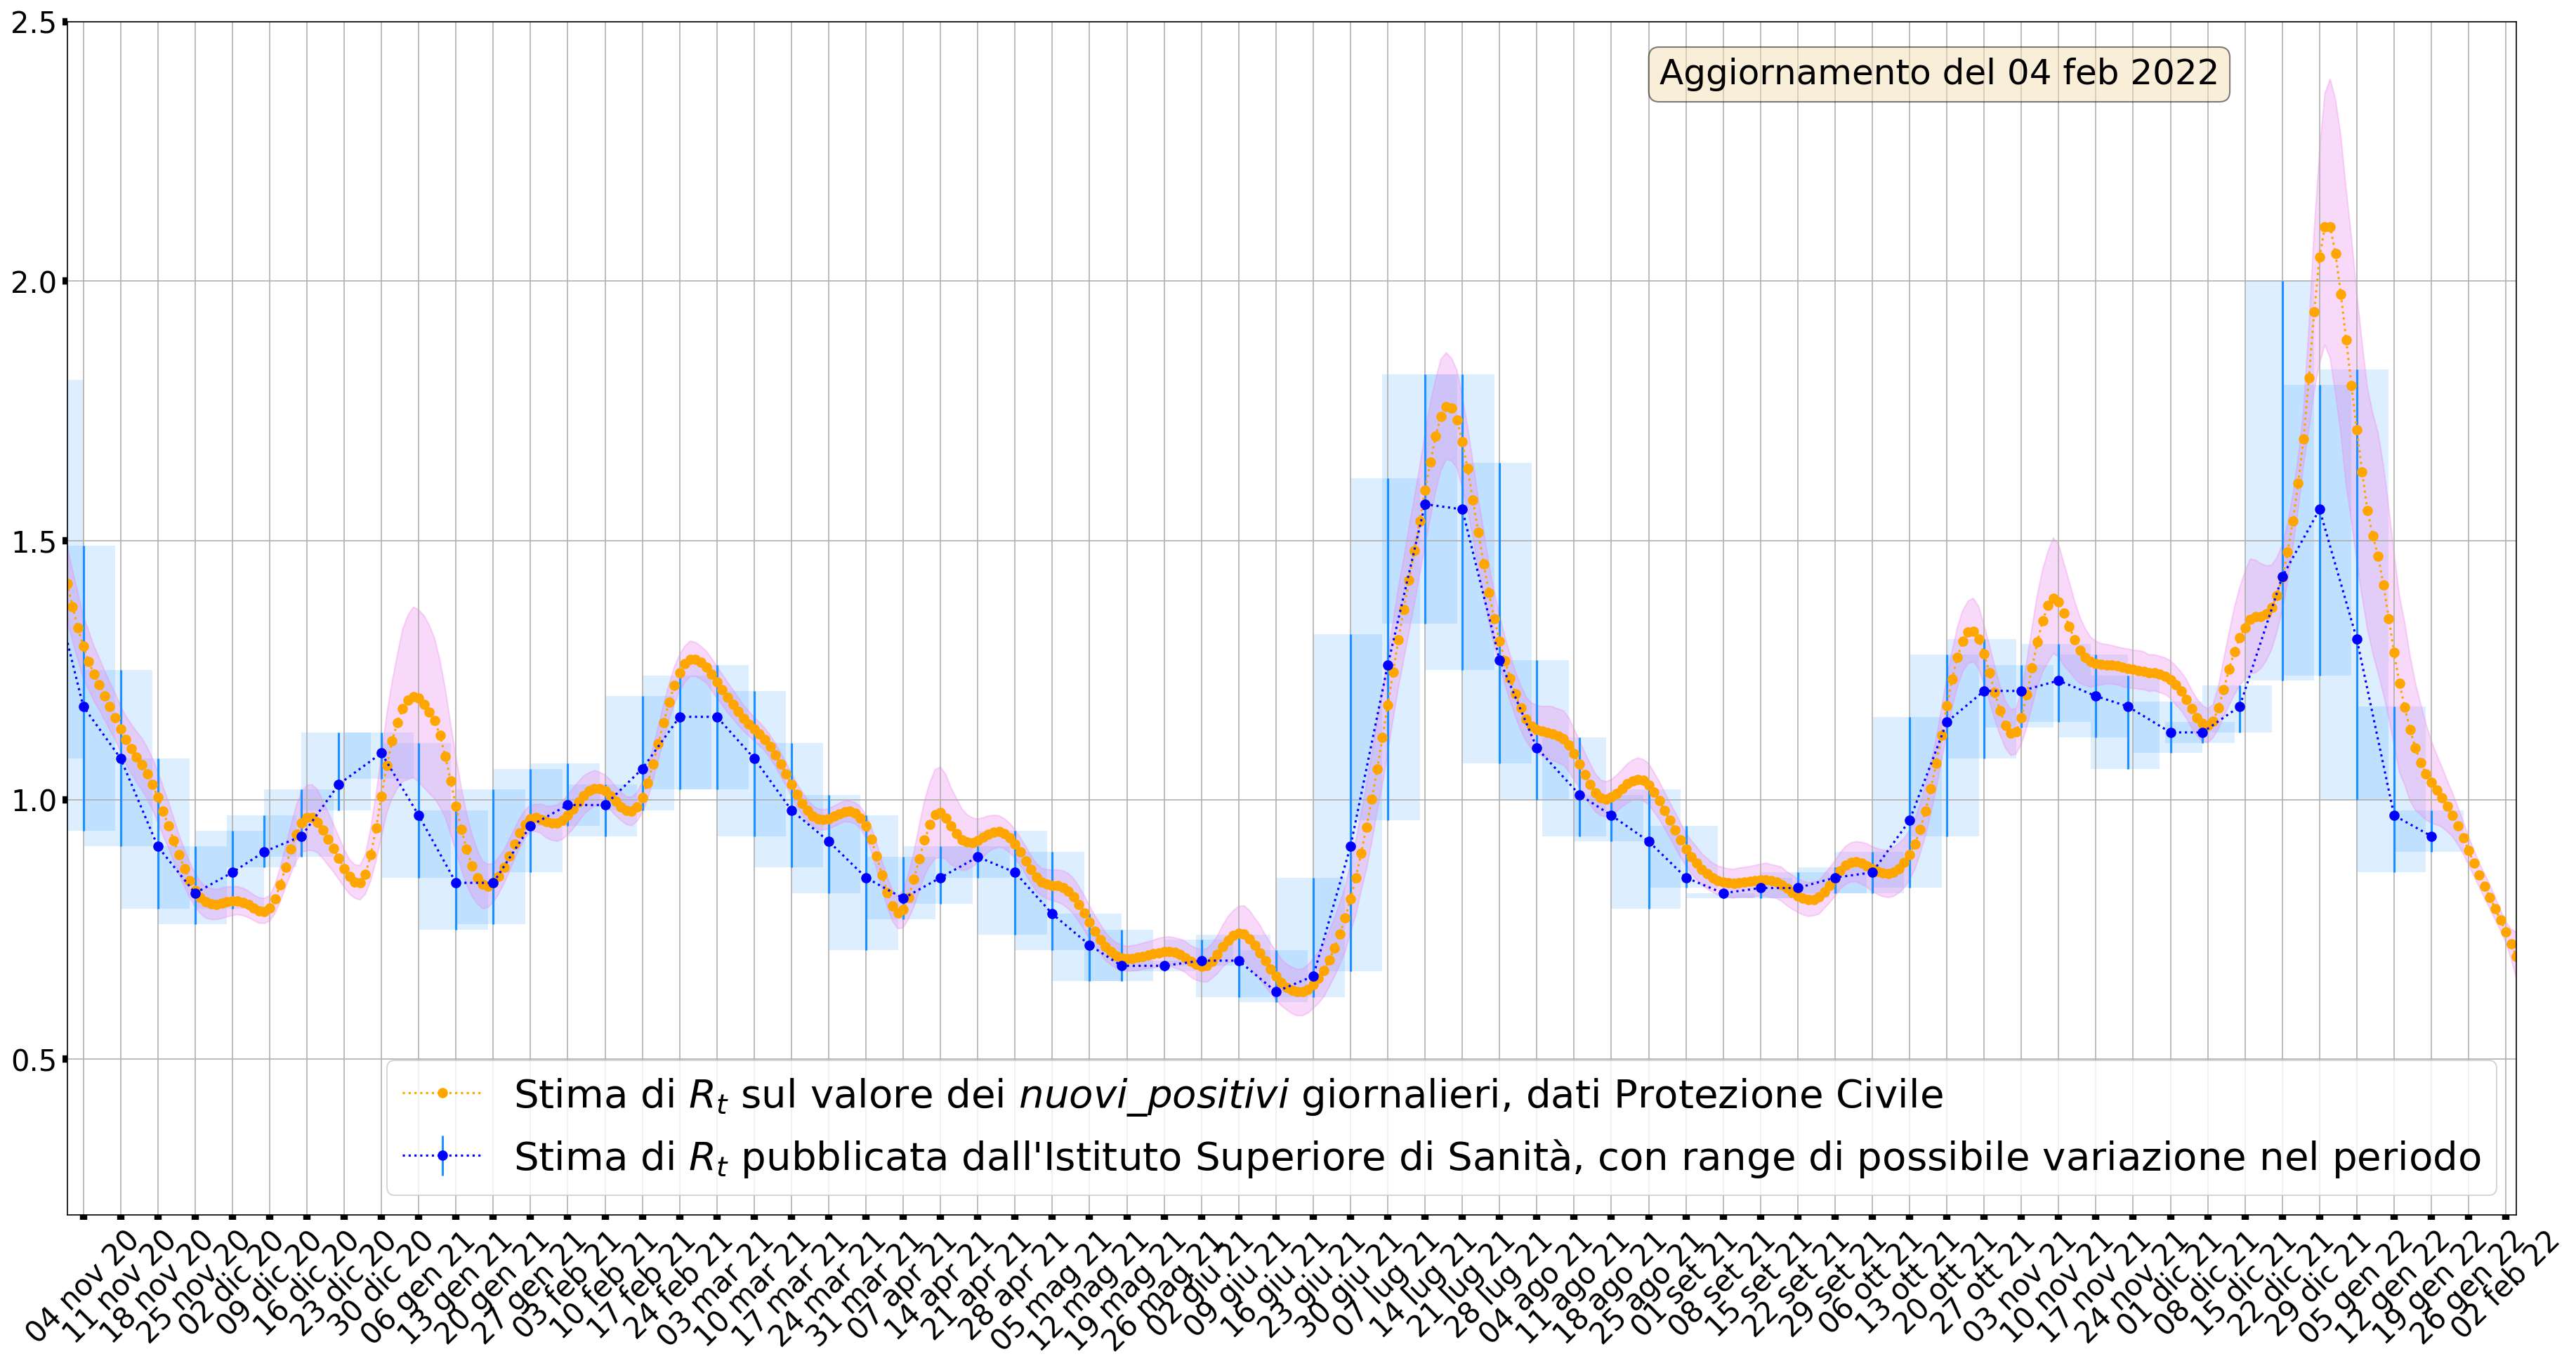 2.5
Aggiornamento del 04 feb 2022
2.0
1.5
1.0
0.5
Stima di Rt sul valore dei nuovi_positivi giornalieri, dati Protezione Civile
Stima di Rt pubblicata dall'Istituto Superiore di Sanità, con range di possibile variazione nel periodo
04 nov 20
11 nov 20
18 nov 20
25 nov 20
02 dic 20
09 dic 20
16 dic 20
23 dic 20
30 dic 20
06 gen 21
13 gen 21
20 gen 21
27 gen 21
03 feb 21
10 feb 21
17 feb 21
24 feb 21
03 mar 21
10 mar 21
17 mar 21
24 mar 21
31 mar 21
07 apr 21
14 apr 21
21 apr 21
28 apr 21
05 mag 21
12 mag 21
19 mag 21
26 mag 21
02 giu 21
09 giu 21
16 giu 21
23 giu 21
30 giu 21
07 lug 21
14 lug 21
21 lug 21
28 lug 21
04 ago 21
11 ago 21
18 ago 21
25 ago 21
01 set 21
08 set 21
15 set 21
22 set 21
29 set 21
06 ott 21
13 ott 21
20 ott 21
27 ott 21
03 nov 21
10 nov 21
17 nov 21
24 nov 21
01 dic 21
08 dic 21
15 dic 21
22 dic 21
29 dic 21
05 gen 22
12 gen 22
19 gen 22
26 gen 22
02 feb 22